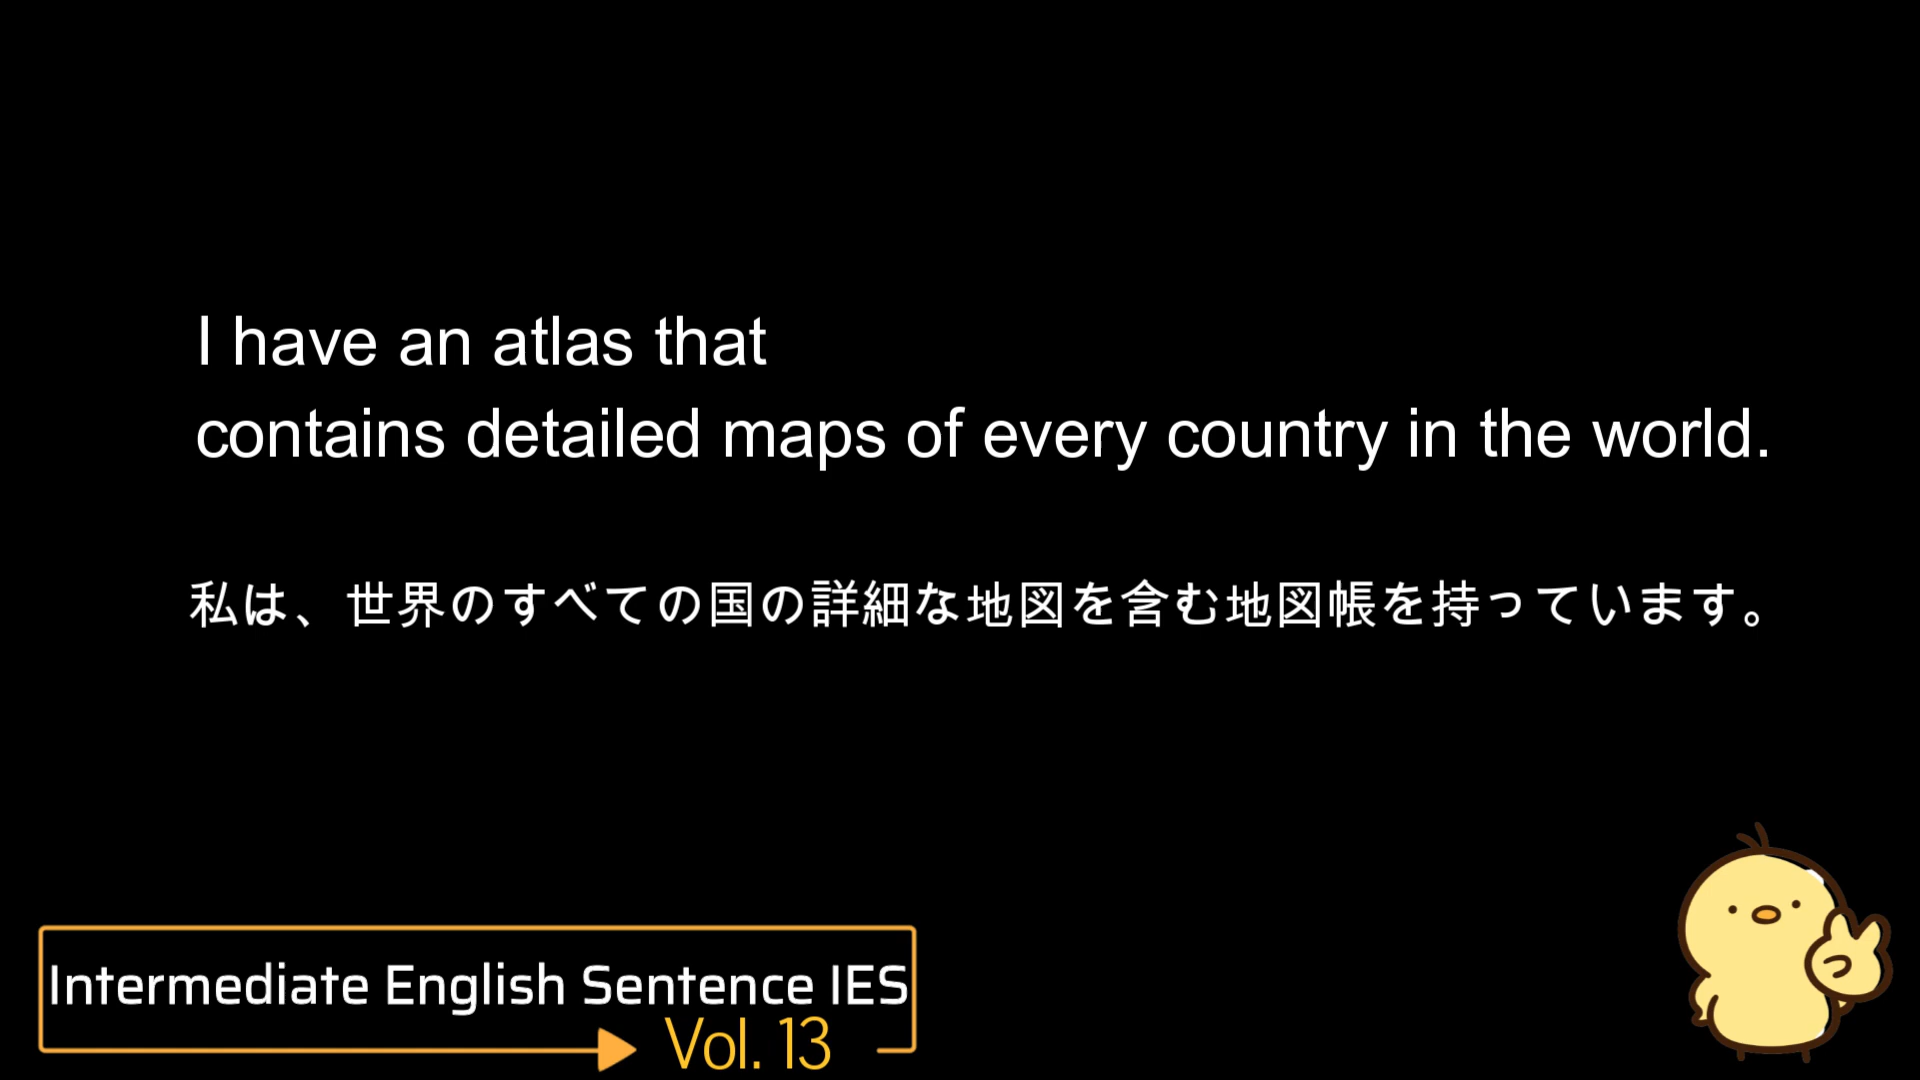 I have an atlas that
contains detailed maps of every country in the world.
私は、世界のすべての国の詳細な地図を含む地図帳を持っています。
Intermediate English Sentence IES
Vol. 13